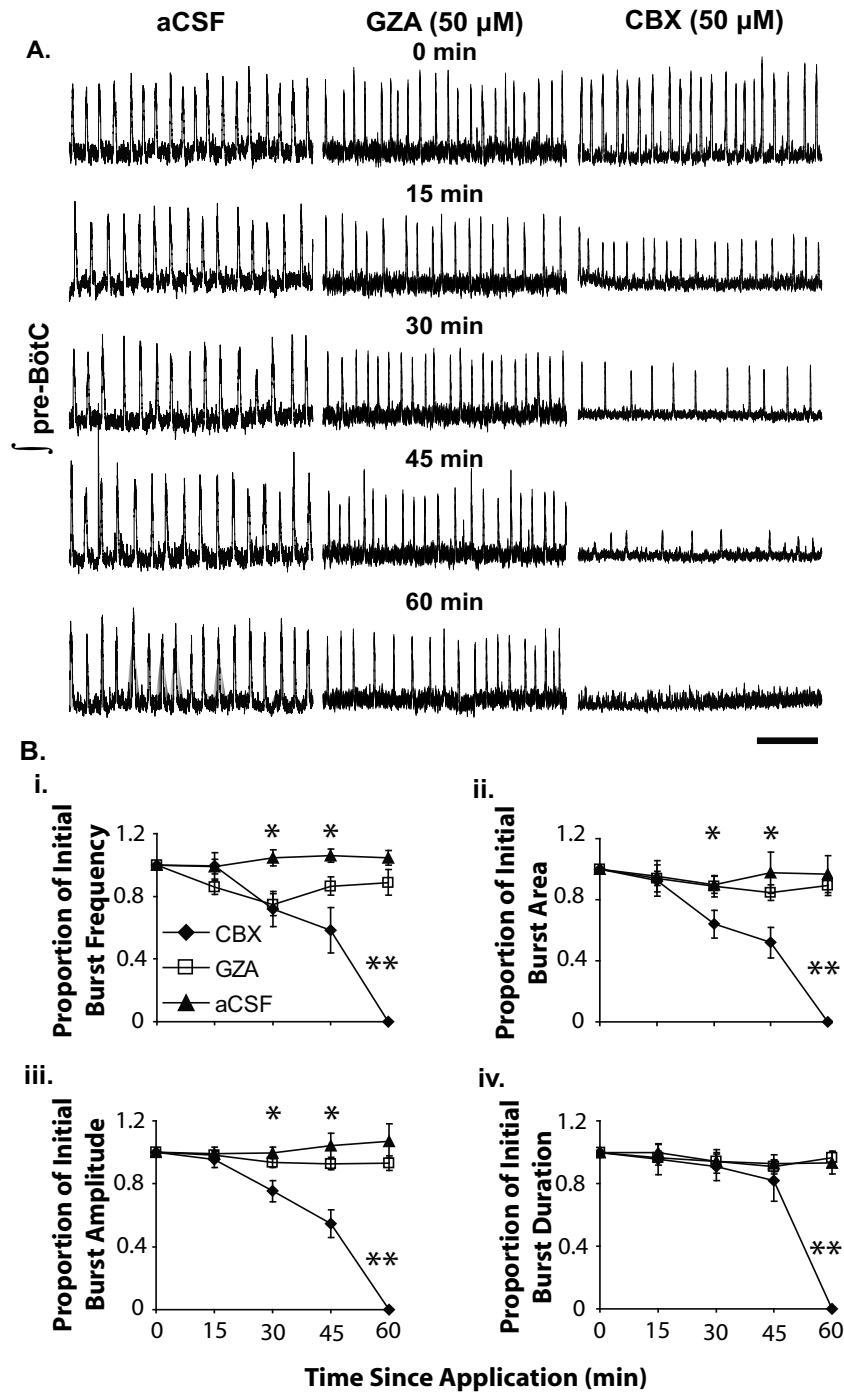 aCSF GZA (50 µM) CBX (50 µM)
A.
0 min
15 min
30 min
45 min
60 min
∫ pre-BötC
B.
i.
Proportion of Initial
Burst Frequency
1.2
0.8
0.4
0
* *
**
CBX
GZA
aCSF
ii.
Proportion of Initial
Burst Area
1.2
0.8
0.4
0
* *
**
iii.
Proportion of Initial
Burst Amplitude
1.2
0.8
0.4
0
* *
**
0 15 30 45 60
iv.
Proportion of Initial
Burst Duration
1.2
0.8
0.4
0
**
0 15 30 45 60
Time Since Application (min)